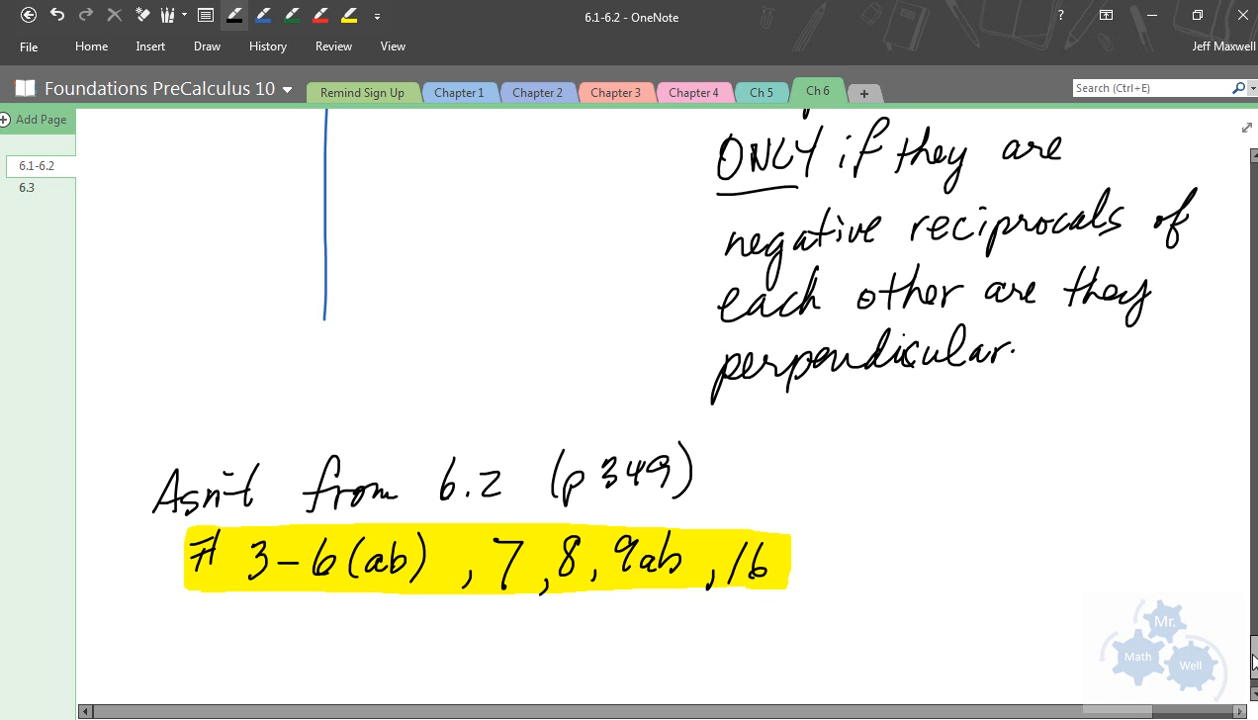 6.1-6.2 - OneNote
?
File
Home
Insert
Draw
History
Review
View
Jeff Maxwell
Foundations PreCalculus 10
Remind Sign Up
Chapter 1
Chapter 2
Chapter 3
Chapter 4
Ch 5
Ch 6
Search (Ctrl+E)
Add Page
6.1-6.2
6.3
ONLY if they are
negative reciprocals of
each other are they
perpendicular.
Asn't from 6.2 (p 349)
# 3-6(ab), 7, 8, 9ab, 16
Mr.
Math
Well